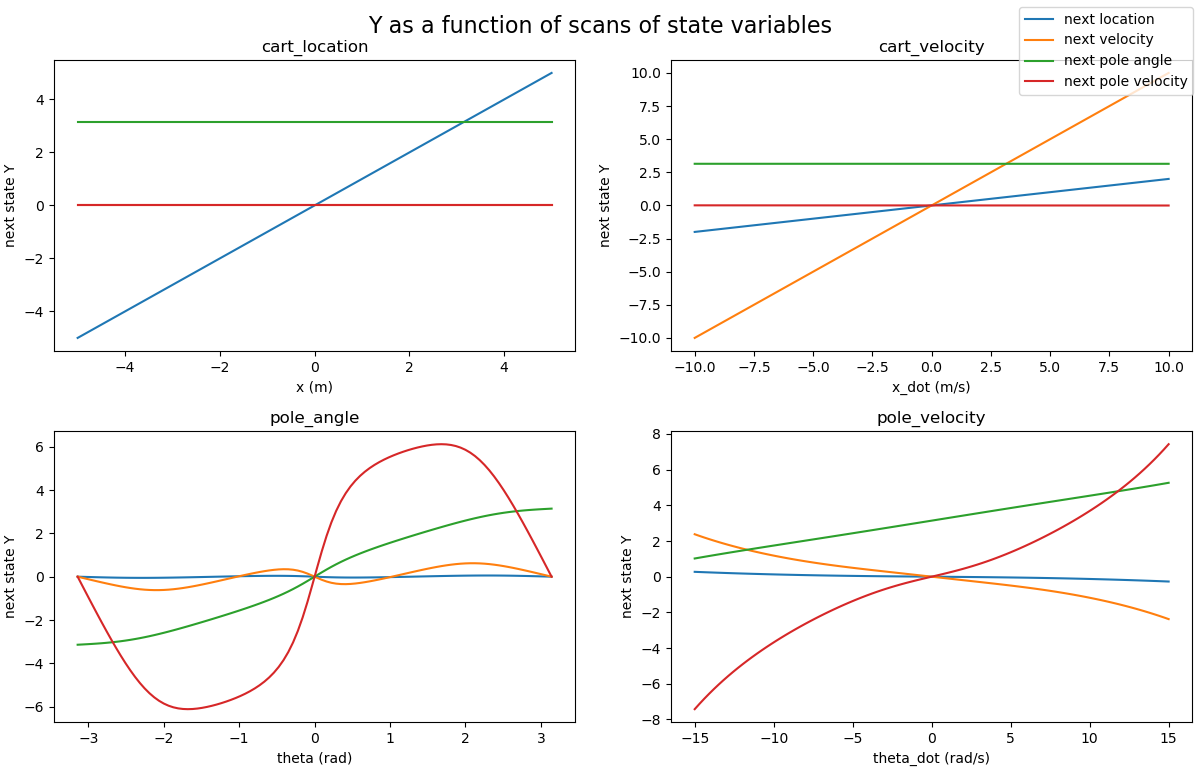 Y as a function of scans of state variables
next location
next velocity
next pole angle
next pole velocity
cart_location
next state Y
4
2
0
−2
−4
−4 −2 0 2 4
x (m)
cart_velocity
next state Y
10.0
7.5
5.0
2.5
0.0
−2.5
−5.0
−7.5
−10.0
−10.0 −7.5 −5.0 −2.5 0.0 2.5 5.0 7.5 10.0
x_dot (m/s)
pole_angle
next state Y
6
4
2
0
−2
−4
−6
−3 −2 −1 0 1 2 3
theta (rad)
pole_velocity
next state Y
8
6
4
2
0
−2
−4
−6
−8
−15 −10 −5 0 5 10 15
theta_dot (rad/s)